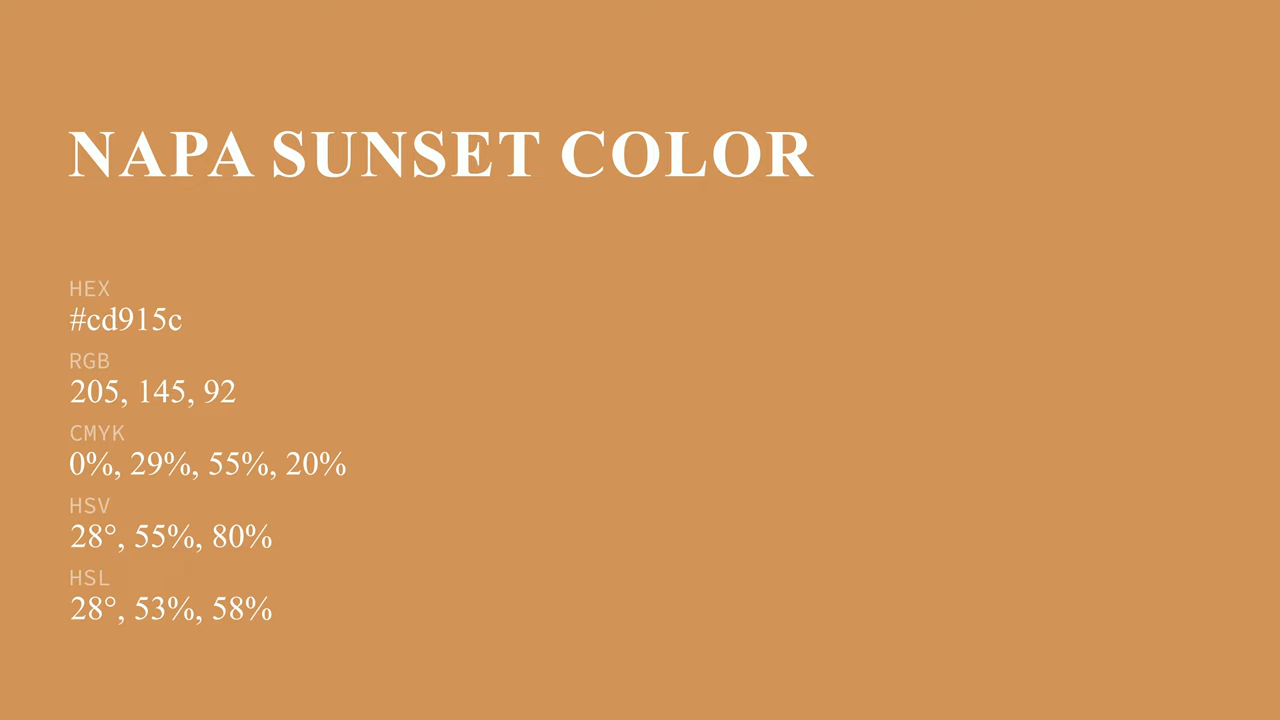 NAPA SUNSET COLOR
HEX
#cd915c
RGB
205, 145, 92
CMYK
0%, 29%, 55%, 20%
HSV
28°, 55%, 80%
HSL
28°, 53%, 58%